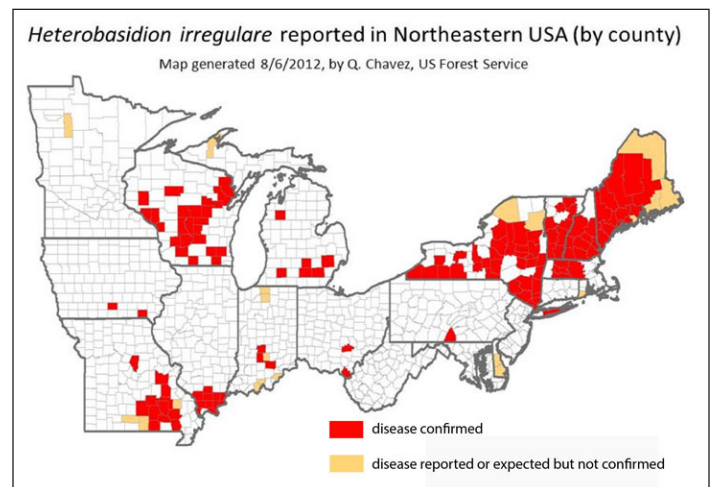 Heterobasidion irregulare reported in Northeastern USA (by county)
Map generated 8/6/2012, by Q. Chavez, US Forest Service
disease confirmed
disease reported or expected but not confirmed